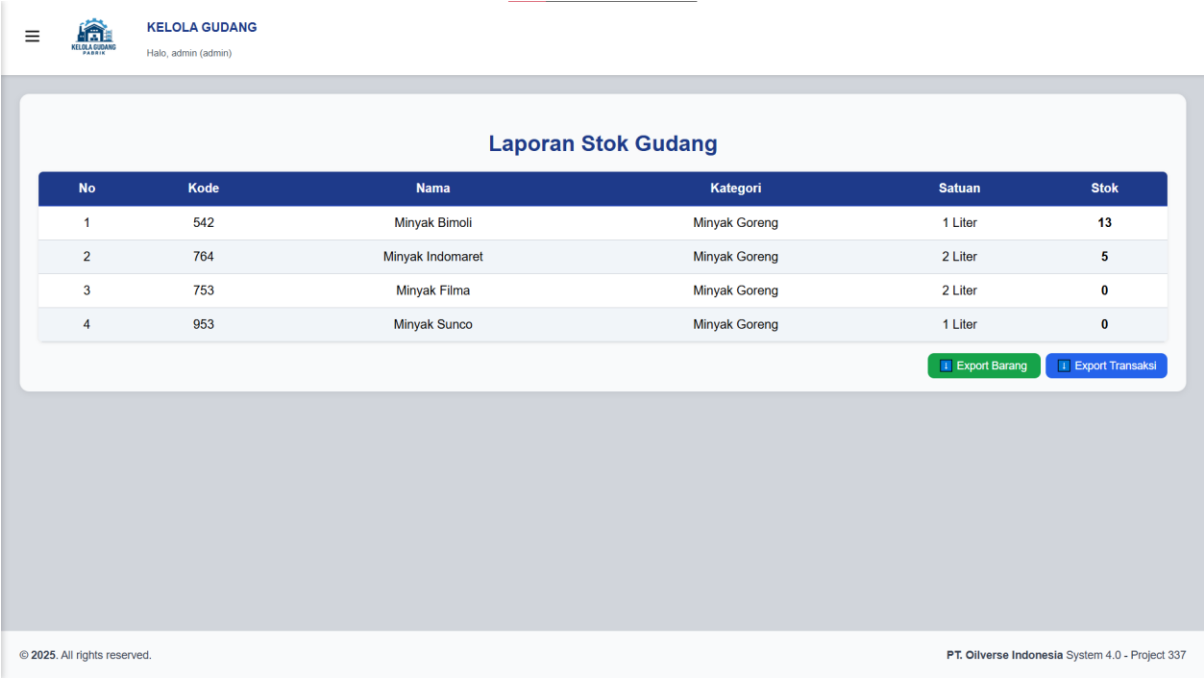 KELOLA GUDANG
PABRIK
KELOLA GUDANG
Halo, admin (admin)
Laporan Stok Gudang
No Kode Nama Kategori Satuan Stok
1 542 Minyak Bimoli Minyak Goreng 1 Liter 13
2 764 Minyak Indomaret Minyak Goreng 2 Liter 5
3 753 Minyak Filma Minyak Goreng 2 Liter 0
4 953 Minyak Sunco Minyak Goreng 1 Liter 0
Export Barang Export Transaksi
© 2025. All rights reserved. PT. Oilverse Indonesia System 4.0 - Project 337